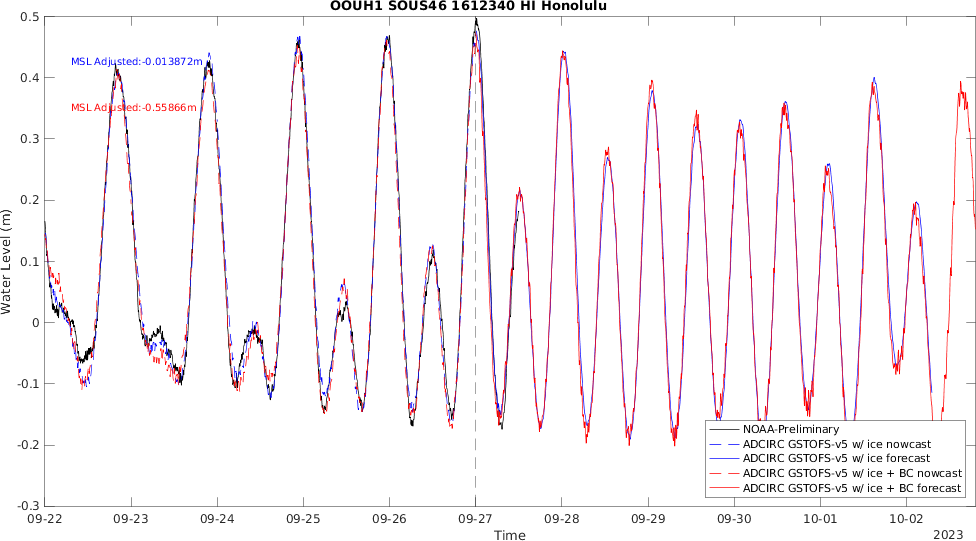 OOUH1 SOUS46 1612340 HI Honolulu
0.5
0.4
0.3
0.2
0.1
0
-0.1
-0.2
-0.3
Water Level (m)
MSL Adjusted:-0.013872m
MSL Adjusted:-0.55866m
NOAA-Preliminary
ADCIRC GSTOFS-v5 w/ ice nowcast
ADCIRC GSTOFS-v5 w/ ice forecast
ADCIRC GSTOFS-v5 w/ ice + BC nowcast
ADCIRC GSTOFS-v5 w/ ice + BC forecast
09-22 09-23 09-24 09-25 09-26 09-27 09-28 09-29 09-30 10-01 10-02
Time
2023